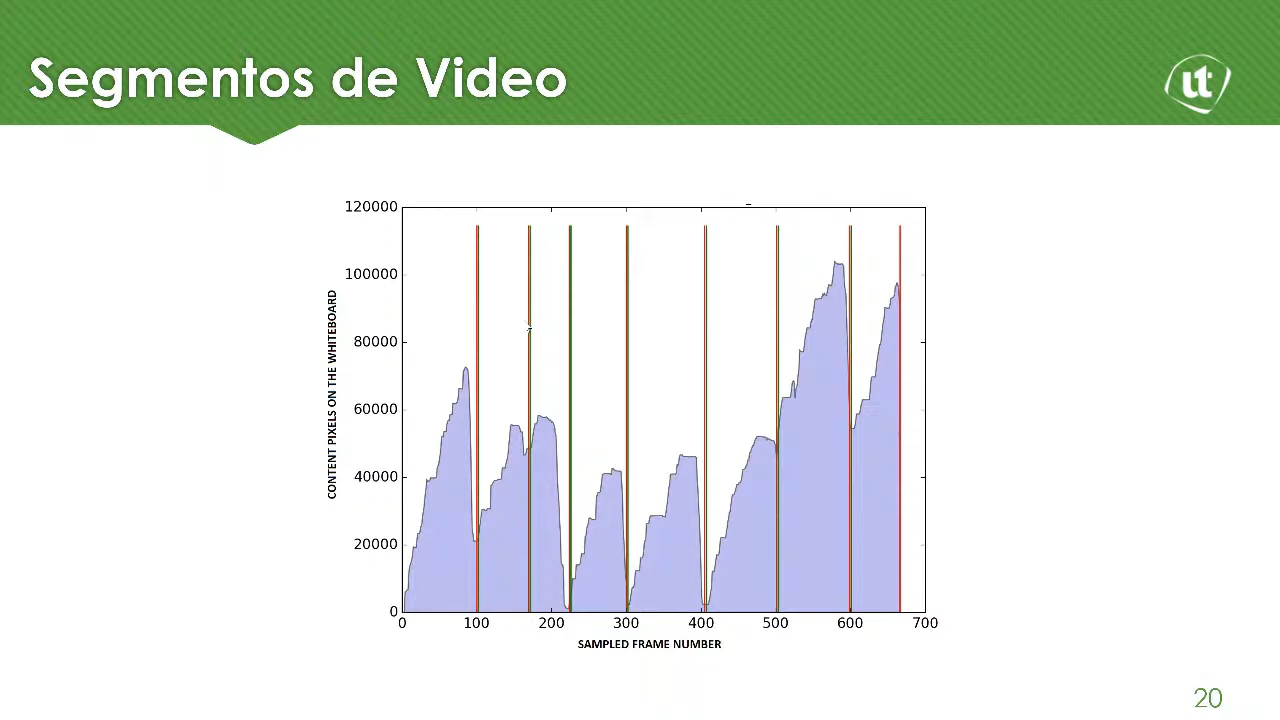 Segmentos de Video
ut
120000
100000
80000
60000
40000
20000
0
CONTENT PIXELS ON THE WHITEBOARD
0 100 200 300 400 500 600 700
SAMPLED FRAME NUMBER
20